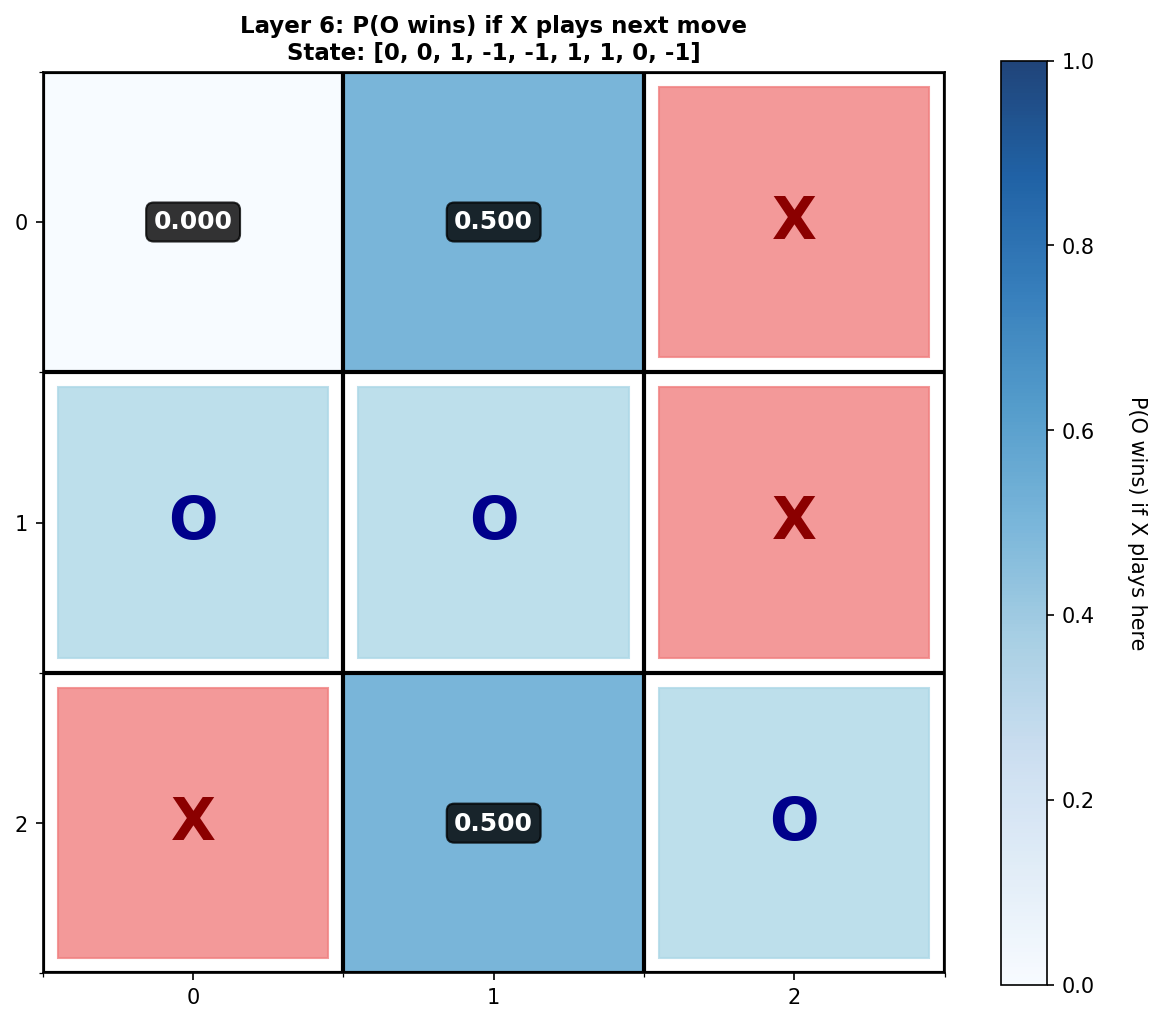 Layer 6: P(O wins) if X plays next move
State: [0, 0, 1, -1, -1, 1, 1, 0, -1]
0
0.000
0.500
X
1
O
O
X
2
X
0.500
O
0
1
2
1.0
0.8
0.6
0.4
0.2
0.0
P(O wins) if X plays here